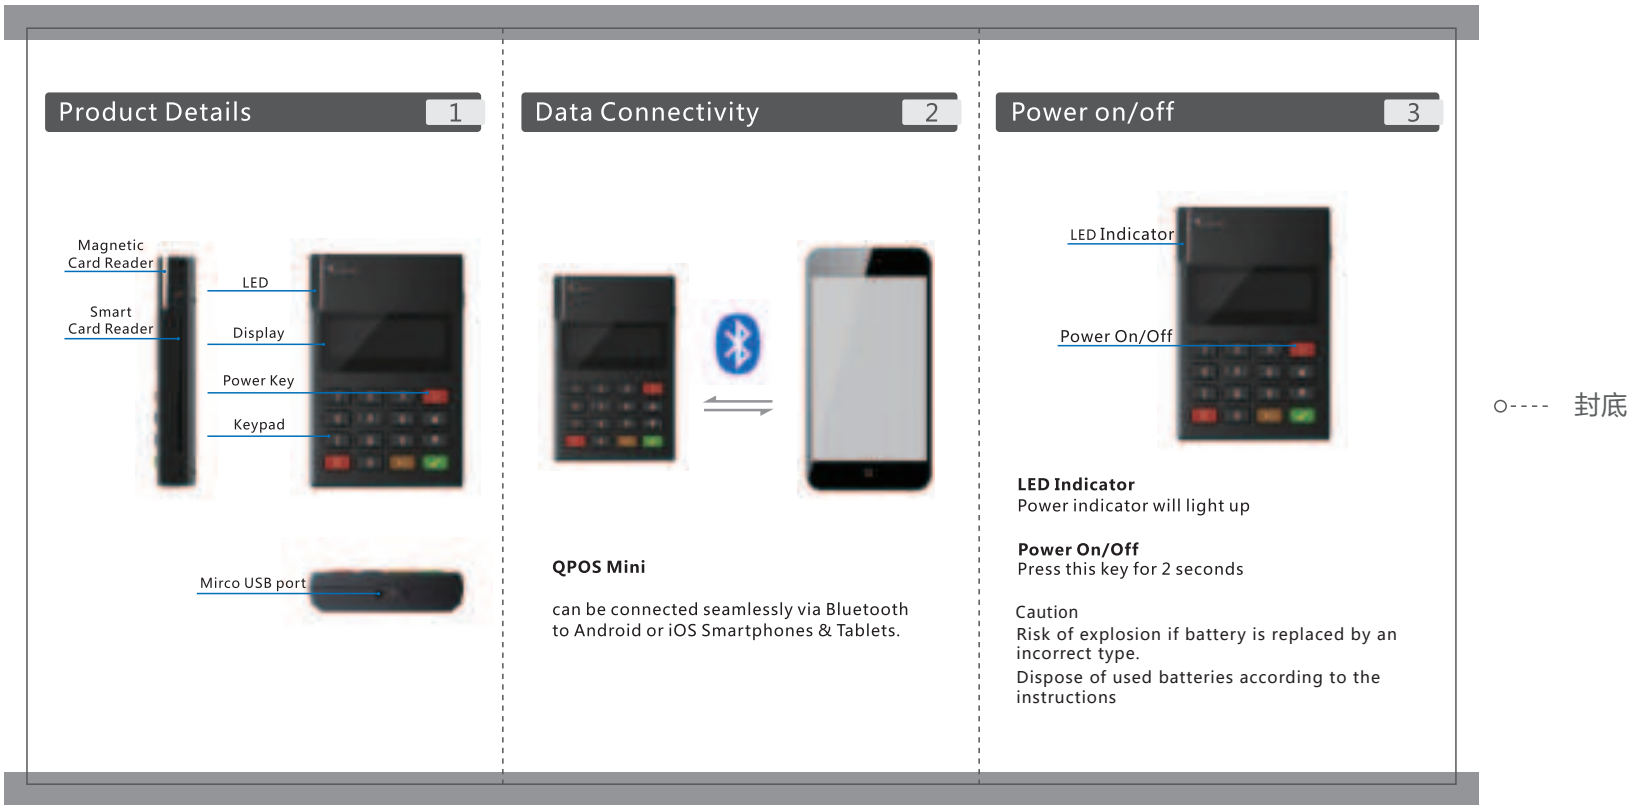 Product Details 1
Magnetic
Card Reader
Smart
Card Reader
LED
Display
Power Key
Keypad
Mirco USB port
Data Connectivity 2
QPOS Mini
can be connected seamlessly via Bluetooth
to Android or iOS Smartphones & Tablets.
Power on/off 3
LED Indicator
Power On/Off
LED Indicator
Power indicator will light up
Power On/Off
Press this key for 2 seconds
Caution
Risk of explosion if battery is replaced by an
incorrect type.
Dispose of used batteries according to the
instructions
封底